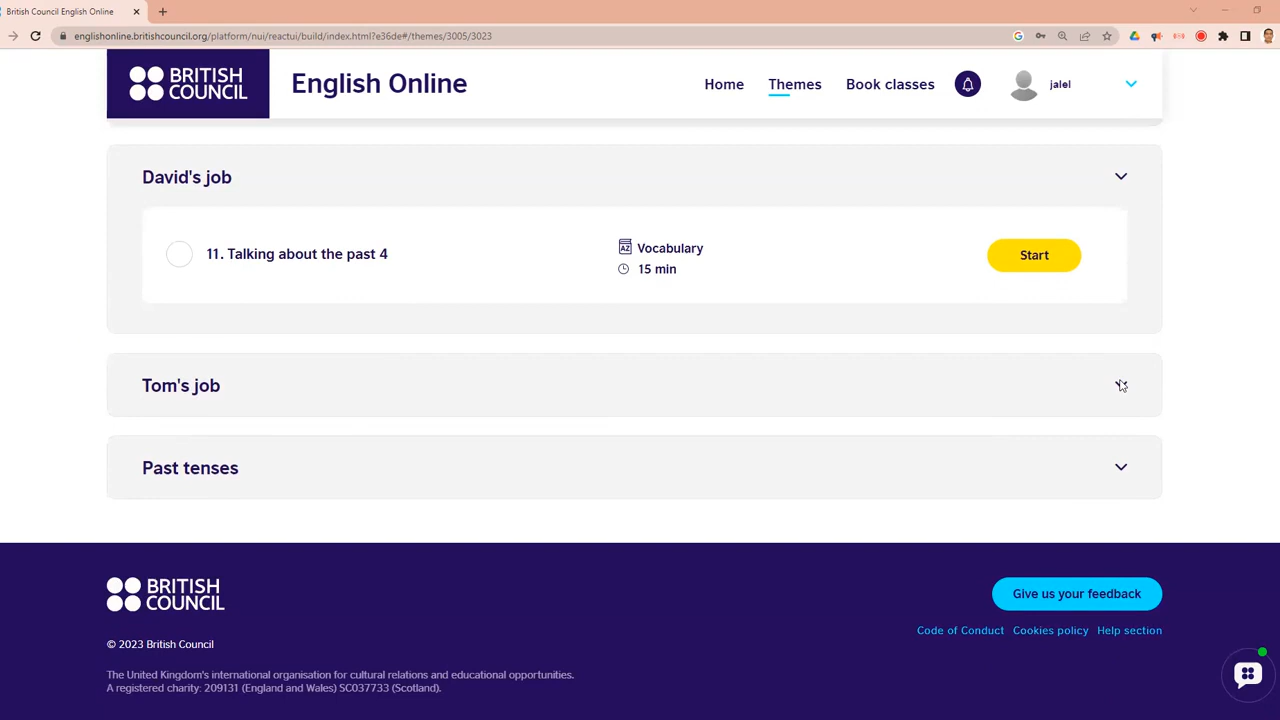 British Council English Online
englishonline.britishcouncil.org/platform/nui/reactui/build/index.html?e36de#/themes/3005/3023
BRITISH
COUNCIL
English Online
Home
Themes
Book classes
jalel
David's job
11. Talking about the past 4
AZ
Vocabulary
15 min
Start
Tom's job
Past tenses
BRITISH
COUNCIL
Give us your feedback
© 2023 British Council
Code of Conduct Cookies policy Help section
The United Kingdom's international organisation for cultural relations and educational opportunities.
A registered charity: 209131 (England and Wales) SC037733 (Scotland).